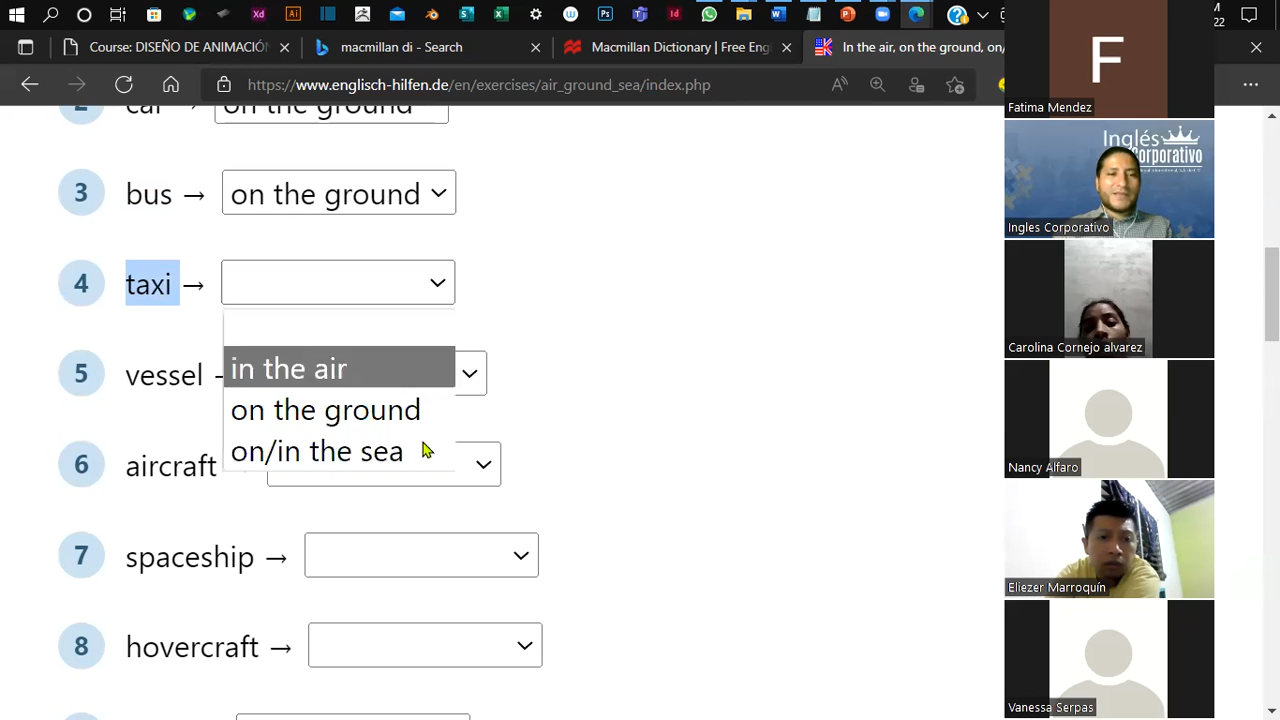 Course: DISEÑO DE ANIMACIÓN
macmillan di - Search
Macmillan Dictionary | Free Eng
In the air, on the ground, on/
https://www.englisch-hilfen.de/en/exercises/air_ground_sea/index.php
2 car → on the ground
3 bus → on the ground
4 taxi →
in the air
on the ground
on/in the sea
5 vessel
6 aircraft
7 spaceship →
8 hovercraft →
F
Fatima Mendez
Inglés
Corporativo
Ingles Corporativo
Carolina Cornejo alvarez
Nancy Alfaro
Eliezer Marroquín
Vanessa Serpas